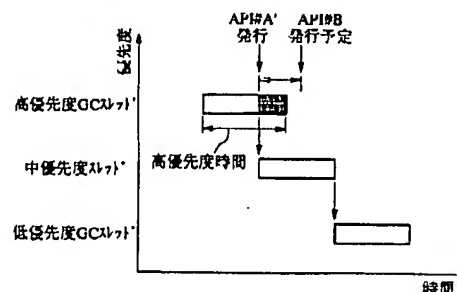 API#A' API#B
発行 発行予定
優先度
高優先度GCスレッド
高優先度時間
中優先度スレッド
低優先度GCスレッド
時間